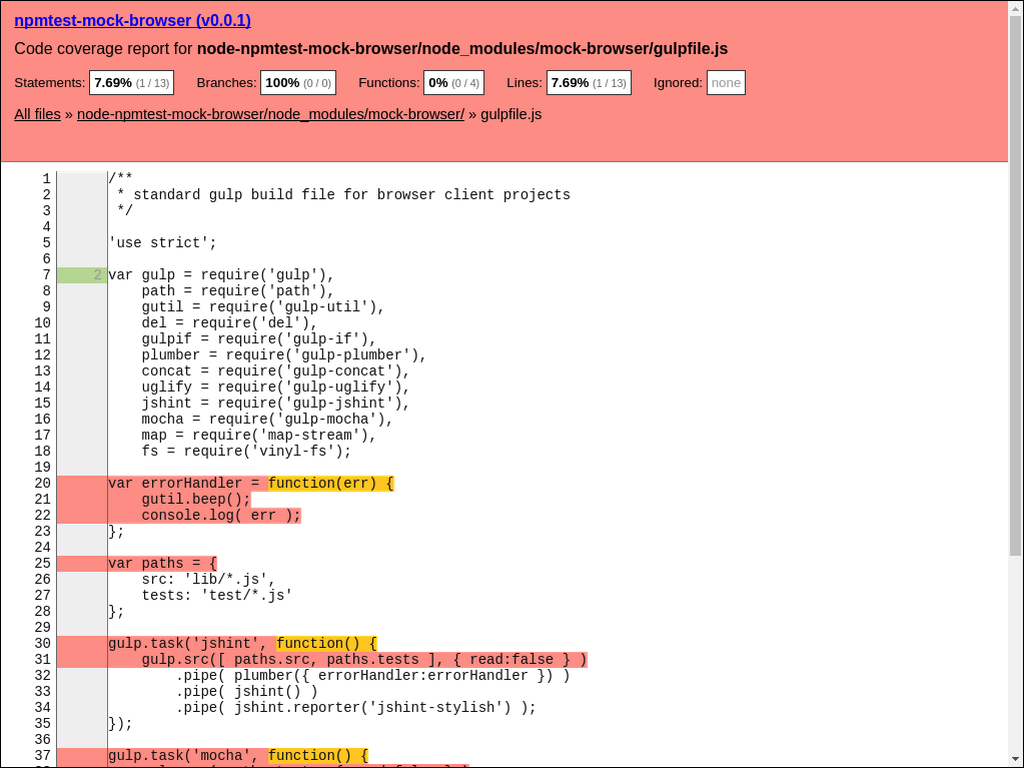 npmtest-mock-browser (v0.0.1)
Code coverage report for node-npmtest-mock-browser/node_modules/mock-browser/gulpfile.js
Statements: 7.69% (1 / 13) Branches: 100% (0 / 0) Functions: 0% (0 / 4) Lines: 7.69% (1 / 13) Ignored: none
All files » node-npmtest-mock-browser/node_modules/mock-browser/ » gulpfile.js
1 /**
2  * standard gulp build file for browser client projects
3  */
4
5 'use strict';
6
7 2 var gulp = require('gulp'),
8     path = require('path'),
9     gutil = require('gulp-util'),
10     del = require('del'),
11     gulpif = require('gulp-if'),
12     plumber = require('gulp-plumber'),
13     concat = require('gulp-concat'),
14     uglify = require('gulp-uglify'),
15     jshint = require('gulp-jshint'),
16     mocha = require('gulp-mocha'),
17     map = require('map-stream'),
18     fs = require('vinyl-fs');
19
20 var errorHandler = function(err) {
21     gutil.beep();
22     console.log( err );
23 };
24
25 var paths = {
26     src: 'lib/*.js',
27     tests: 'test/*.js'
28 };
29
30 gulp.task('jshint', function() {
31     gulp.src([ paths.src, paths.tests ], { read:false } )
32         .pipe( plumber({ errorHandler:errorHandler }) )
33         .pipe( jshint() )
34         .pipe( jshint.reporter('jshint-stylish') );
35 });
36
37 gulp.task('mocha', function() {